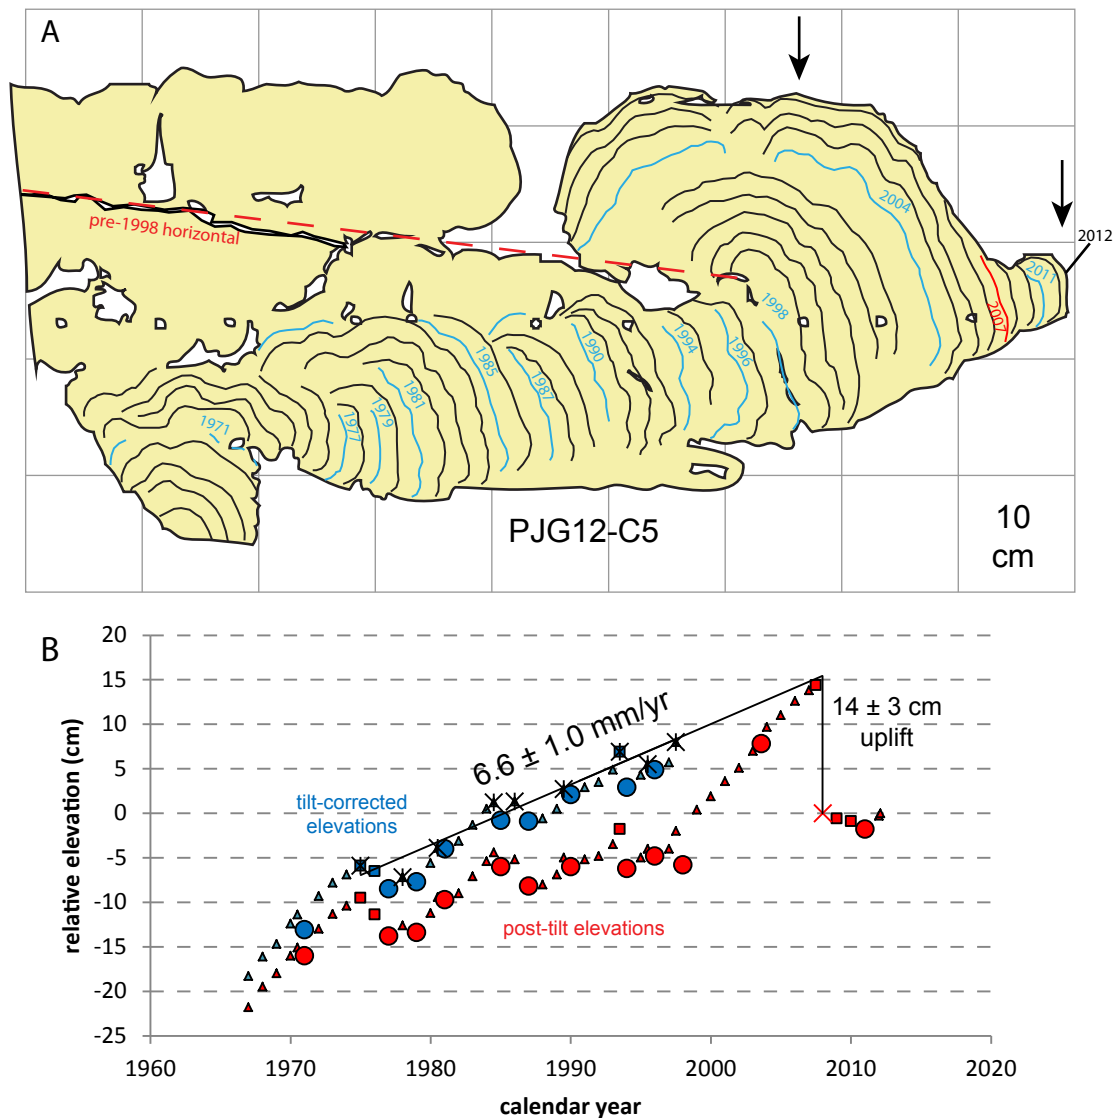 A
pre-1998 horizontal
2004
2012
2011
2007
1998
1996
1994
1990
1987
1985
1981
1979
1977
1971
PJG12-C5
10
cm
B
20
15
10
5
0
-5
-10
-15
-20
-25
relative elevation (cm)
6.6 ± 1.0 mm/yr
14 ± 3 cm
uplift
tilt-corrected
elevations
post-tilt elevations
1960 1970 1980 1990 2000 2010 2020
calendar year